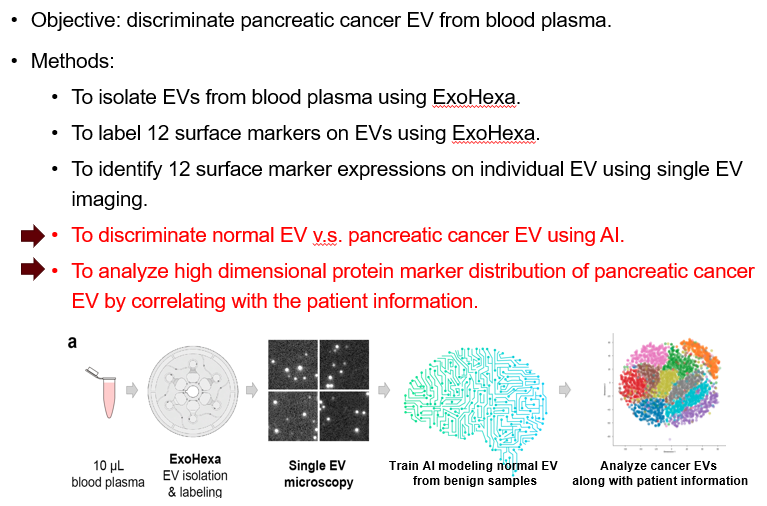 • Objective: discriminate pancreatic cancer EV from blood plasma.
• Methods:
• To isolate EVs from blood plasma using ExoHexa.
• To label 12 surface markers on EVs using ExoHexa.
• To identify 12 surface marker expressions on individual EV using single EV
imaging.
• To discriminate normal EV v.s. pancreatic cancer EV using AI.
• To analyze high dimensional protein marker distribution of pancreatic cancer
EV by correlating with the patient information.
a
10 µL
blood plasma
ExoHexa
EV isolation
& labeling
Single EV
microscopy
Train AI modeling normal EV
from benign samples
Analyze cancer EVs
along with patient information